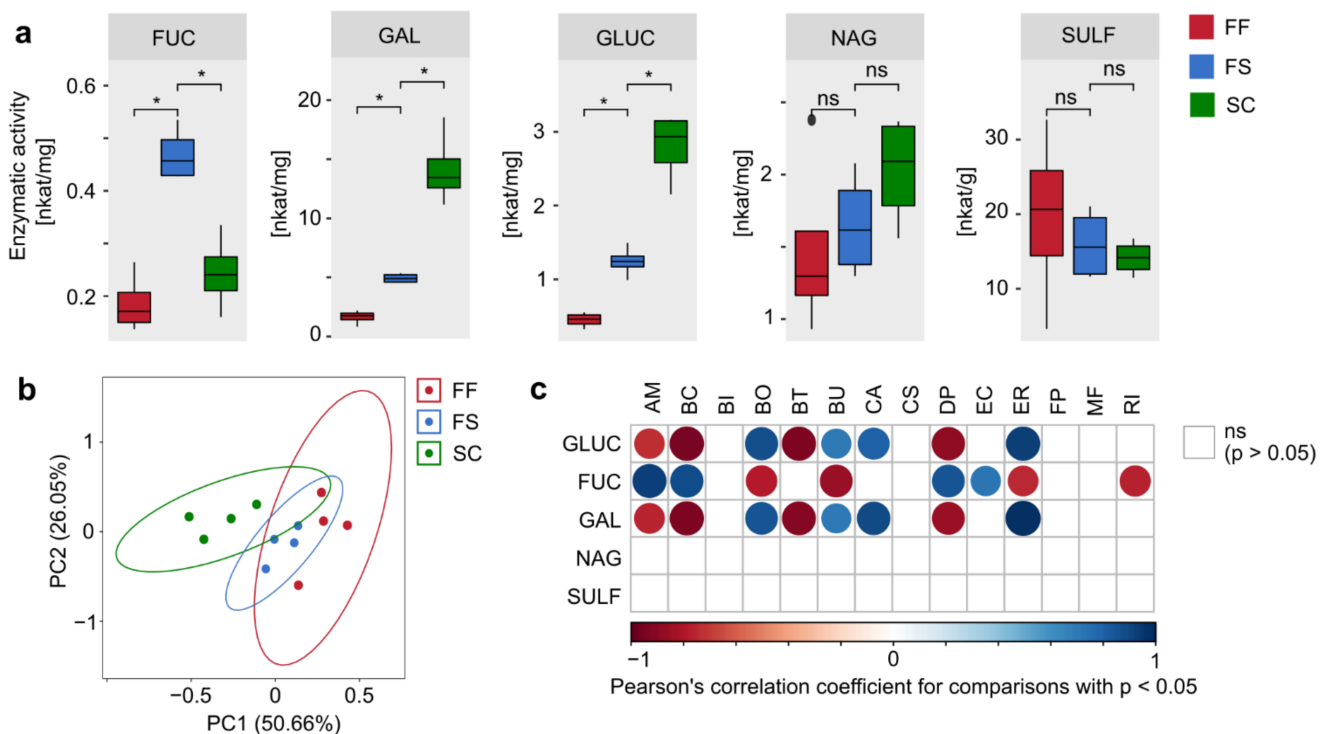 a
FUC
GAL
GLUC
NAG
SULF
FF
FS
SC
Enzymatic activity
[nkat/mg]
0.6
0.4
0.2
* *
[nkat/mg]
20
10
0
* *
[nkat/mg]
3
2
1
* *
[nkat/mg]
2
1
ns ns
[nkat/g]
30
20
10
ns ns
b
PC2 (26.05%)
1
0
−1
−0.5 0 0.5
PC1 (50.66%)
FF
FS
SC
c
AM BC BI BO BT BU CA CS DP EC ER FP MF RI
GLUC
FUC
GAL
NAG
SULF
ns
(p > 0.05)
−1 0 1
Pearson's correlation coefficient for comparisons with p < 0.05